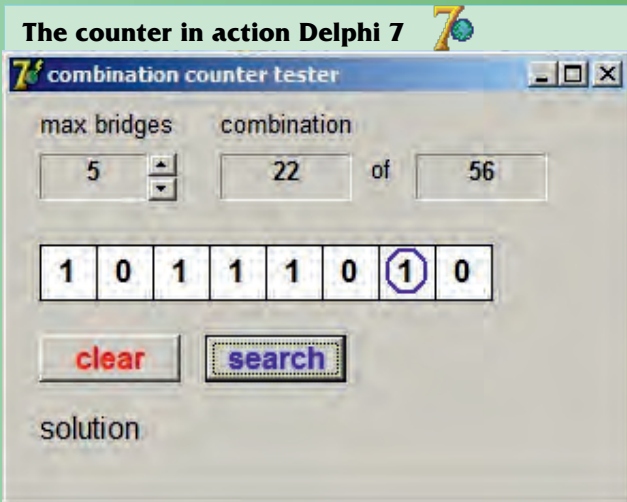 The counter in action Delphi 7
combination counter tester
max bridges combination
5 22 of 56
1 0 1 1 1 0 1 0
clear search
solution